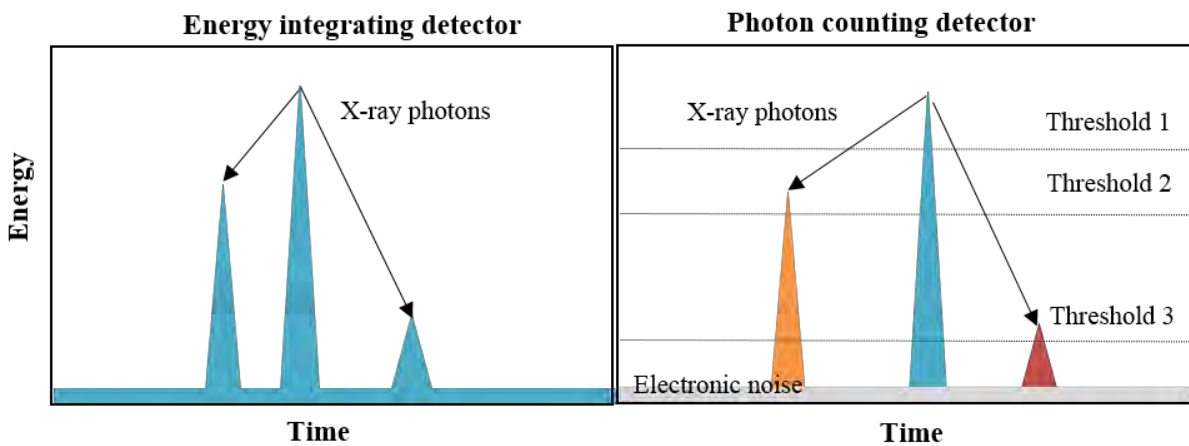 Energy integrating detector
Photon counting detector
X-ray photons
X-ray photons
Threshold 1
Threshold 2
Threshold 3
Electronic noise
Energy
Time
Time